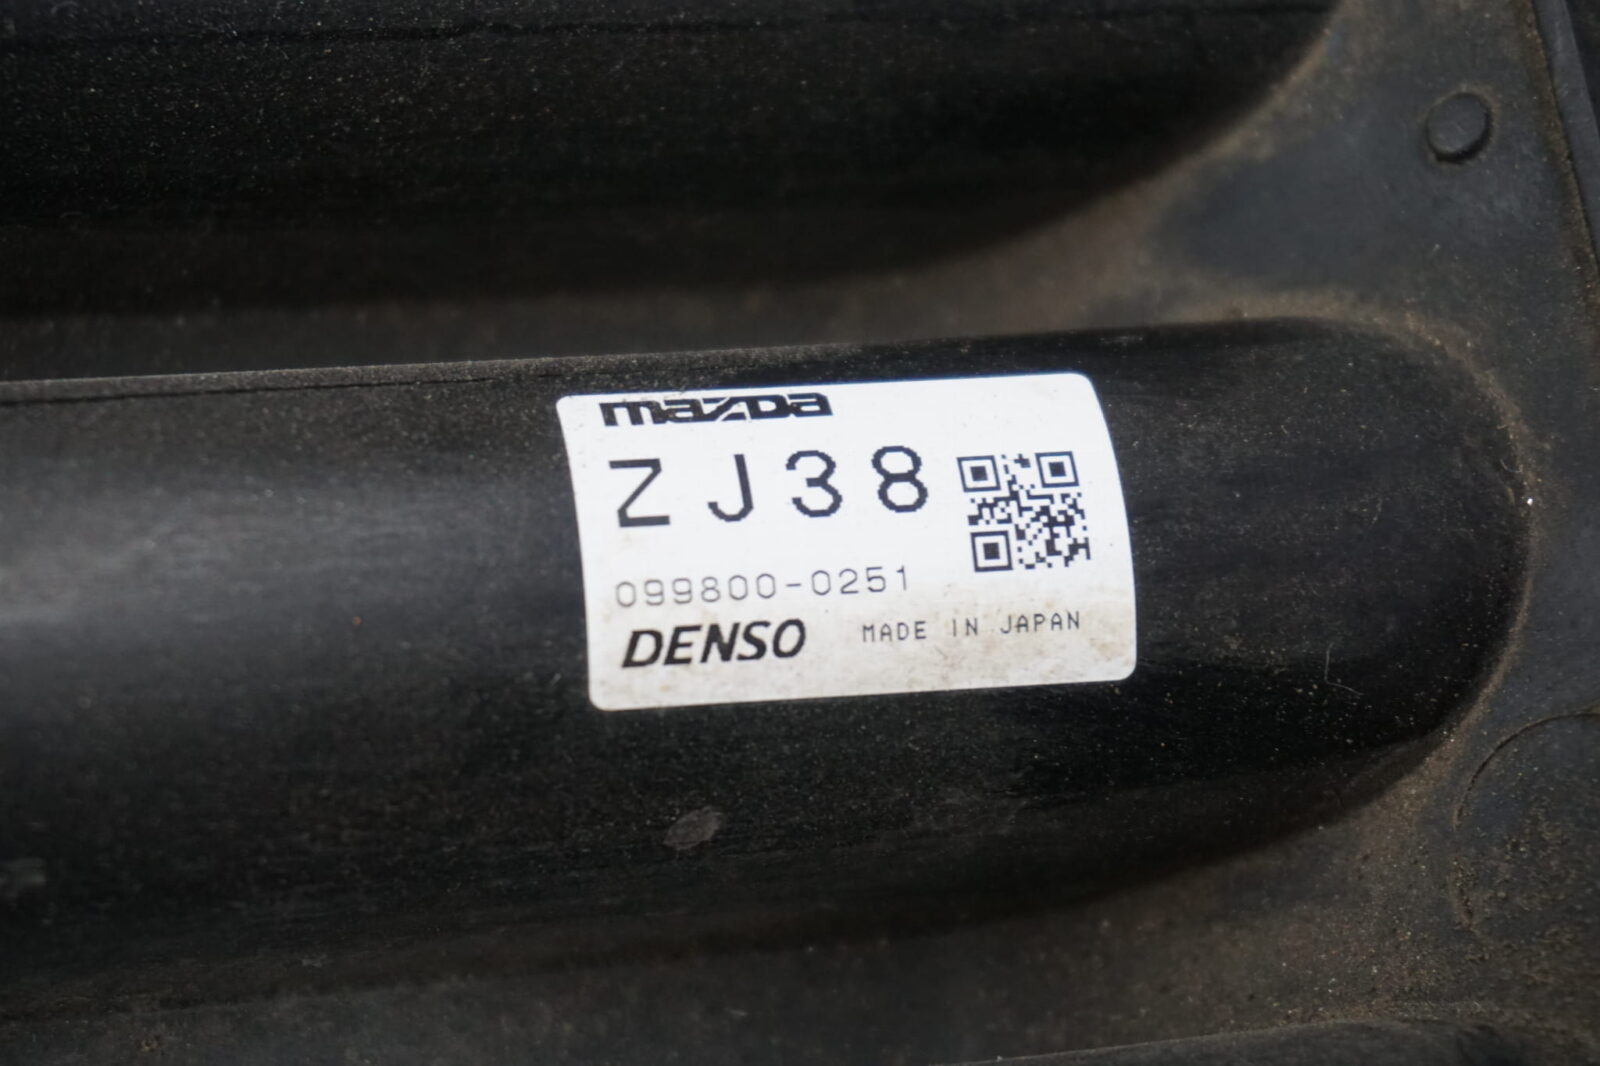 mazda
ZJ38
099800-0251
DENSO MADE IN JAPAN